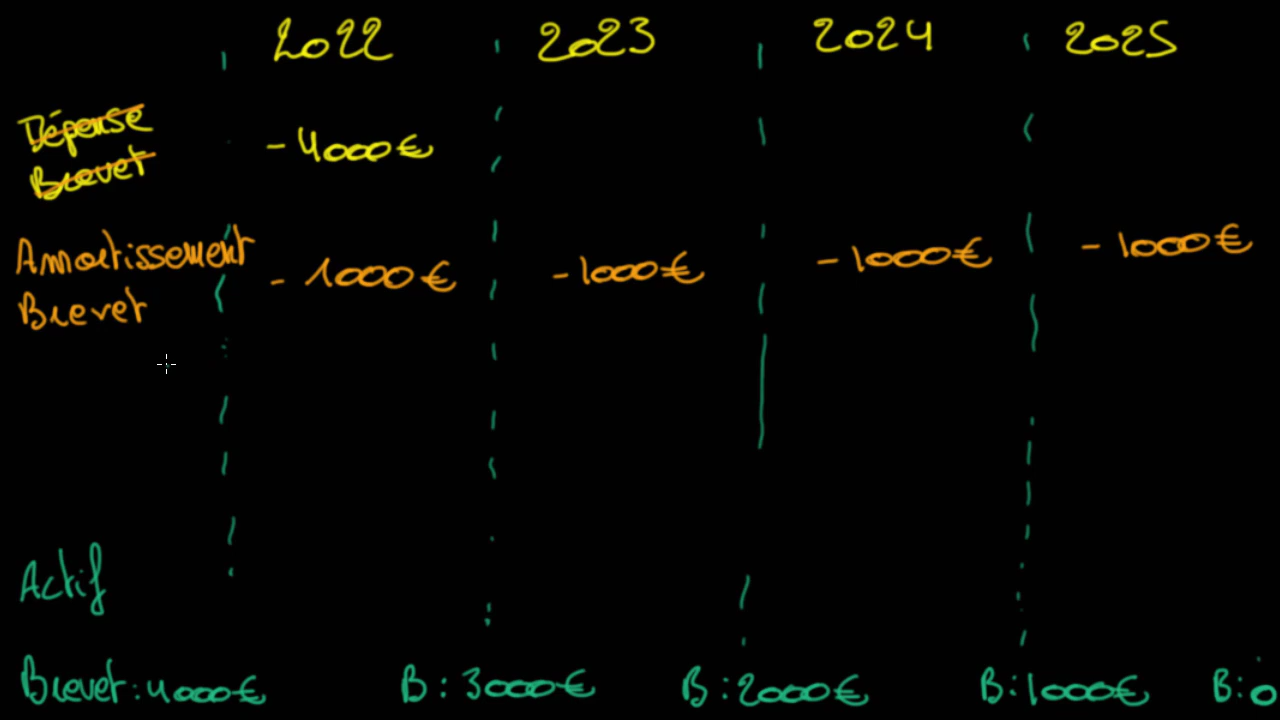 2022 2023 2024 2025
Dépense
Brevet
- 4000€
Amortissement
Brevet
- 1000€ - 1000€ - 1000€ - 1000€
Actif
Brevet : 4000€ B : 3000€ B : 2000€ B : 1000€ B : 0